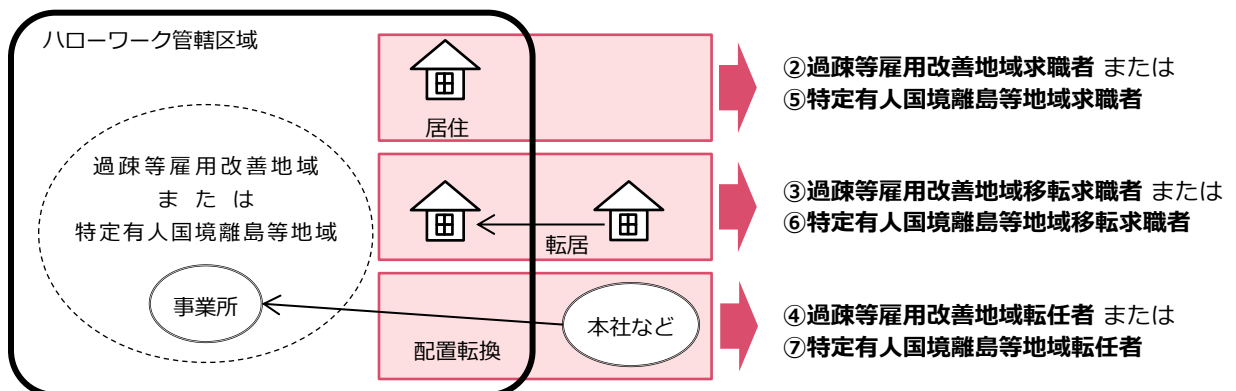 ハローワーク管轄区域
過疎等雇用改善地域
または
特定有人国境離島等地域
事業所
居住
②過疎等雇用改善地域求職者 または
⑤特定有人国境離島等地域求職者
転居
③過疎等雇用改善地域移転求職者 または
⑥特定有人国境離島等地域移転求職者
本社など
配置転換
④過疎等雇用改善地域転任者 または
⑦特定有人国境離島等地域転任者